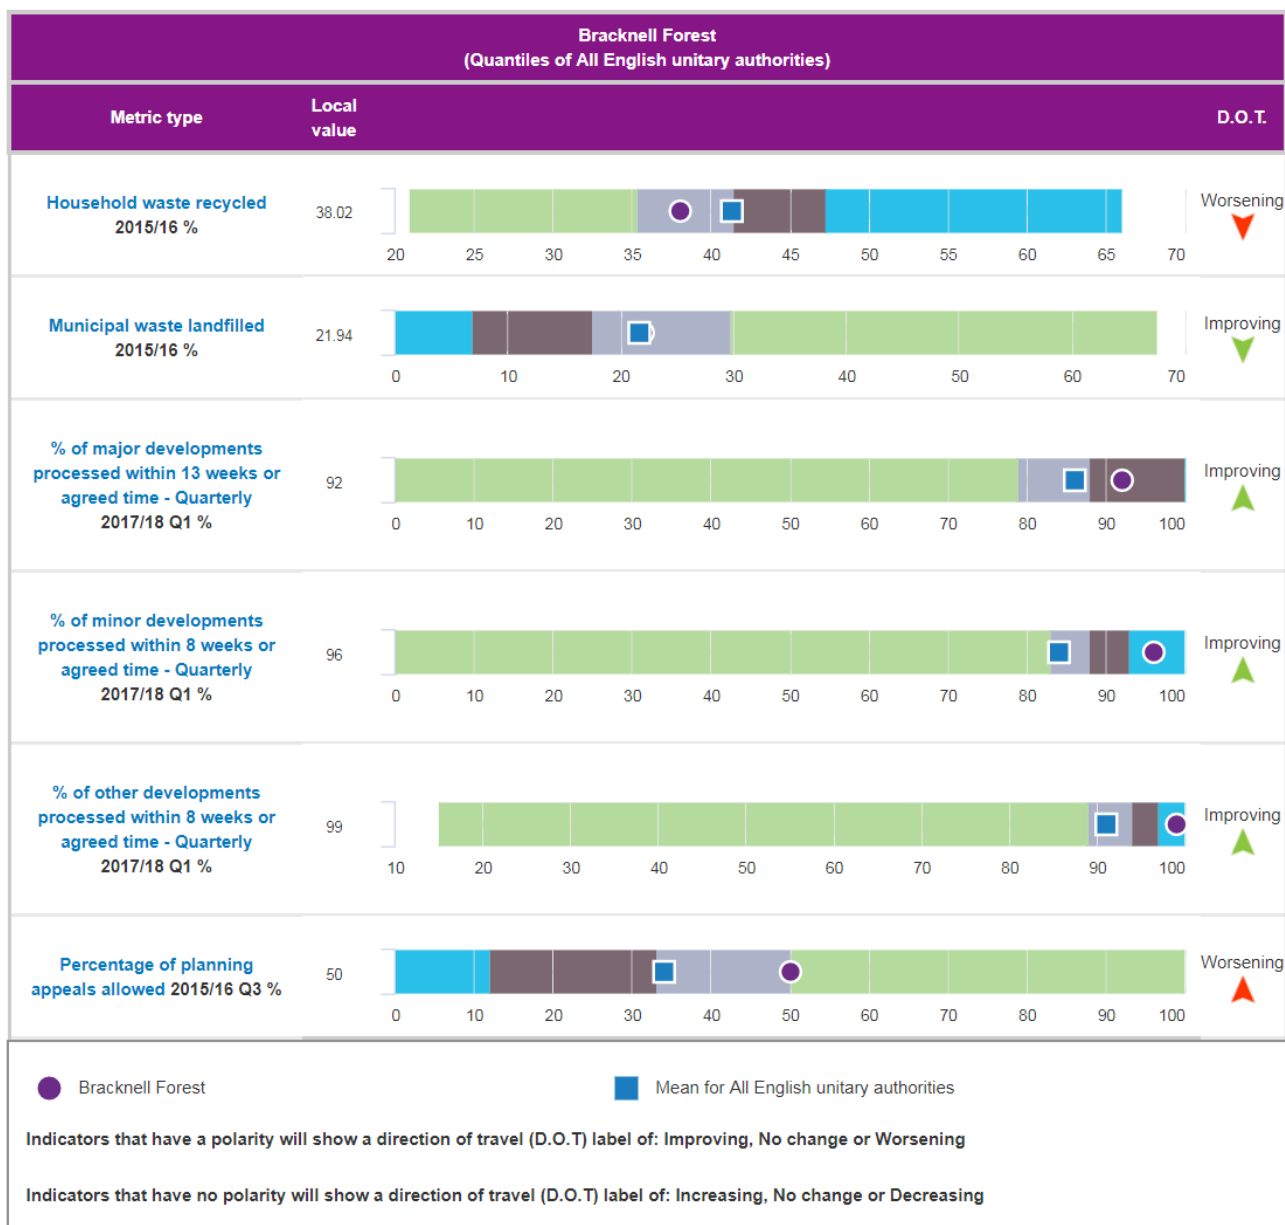 Bracknell Forest
(Quantiles of All English unitary authorities)
Metric type
Local
value
D.O.T.
Household waste recycled
2015/16 %
38.02
20 25 30 35 40 45 50 55 60 65 70
Worsening
Municipal waste landfilled
2015/16 %
21.94
0 10 20 30 40 50 60 70
Improving
% of major developments
processed within 13 weeks or
agreed time - Quarterly
2017/18 Q1 %
92
0 10 20 30 40 50 60 70 80 90 100
Improving
% of minor developments
processed within 8 weeks or
agreed time - Quarterly
2017/18 Q1 %
96
0 10 20 30 40 50 60 70 80 90 100
Improving
% of other developments
processed within 8 weeks or
agreed time - Quarterly
2017/18 Q1 %
99
10 20 30 40 50 60 70 80 90 100
Improving
Percentage of planning
appeals allowed 2015/16 Q3 %
50
0 10 20 30 40 50 60 70 80 90 100
Worsening
Bracknell Forest
Mean for All English unitary authorities
Indicators that have a polarity will show a direction of travel (D.O.T) label of: Improving, No change or Worsening
Indicators that have no polarity will show a direction of travel (D.O.T) label of: Increasing, No change or Decreasing